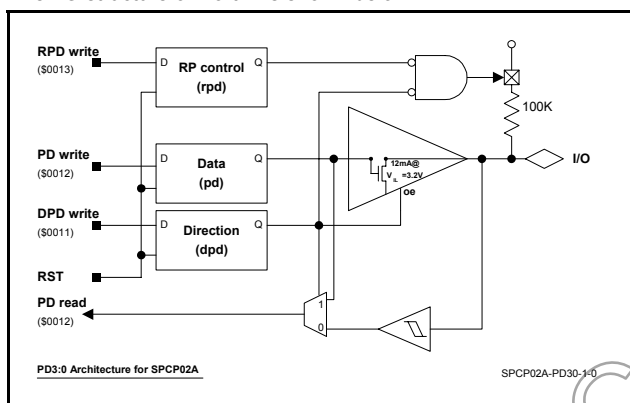 RPD write
($0013)
D
Q
RP control
(rpd)
100K
PD write
($0012)
D
Q
Data
(pd)
12mA@
V IL =3.2V
oe
I/O
DPD write
($0011)
D
Q
Direction
(dpd)
RST
PD read
($0012)
1
0
PD3:0 Architecture for SPCP02A
SPCP02A-PD30-1-0